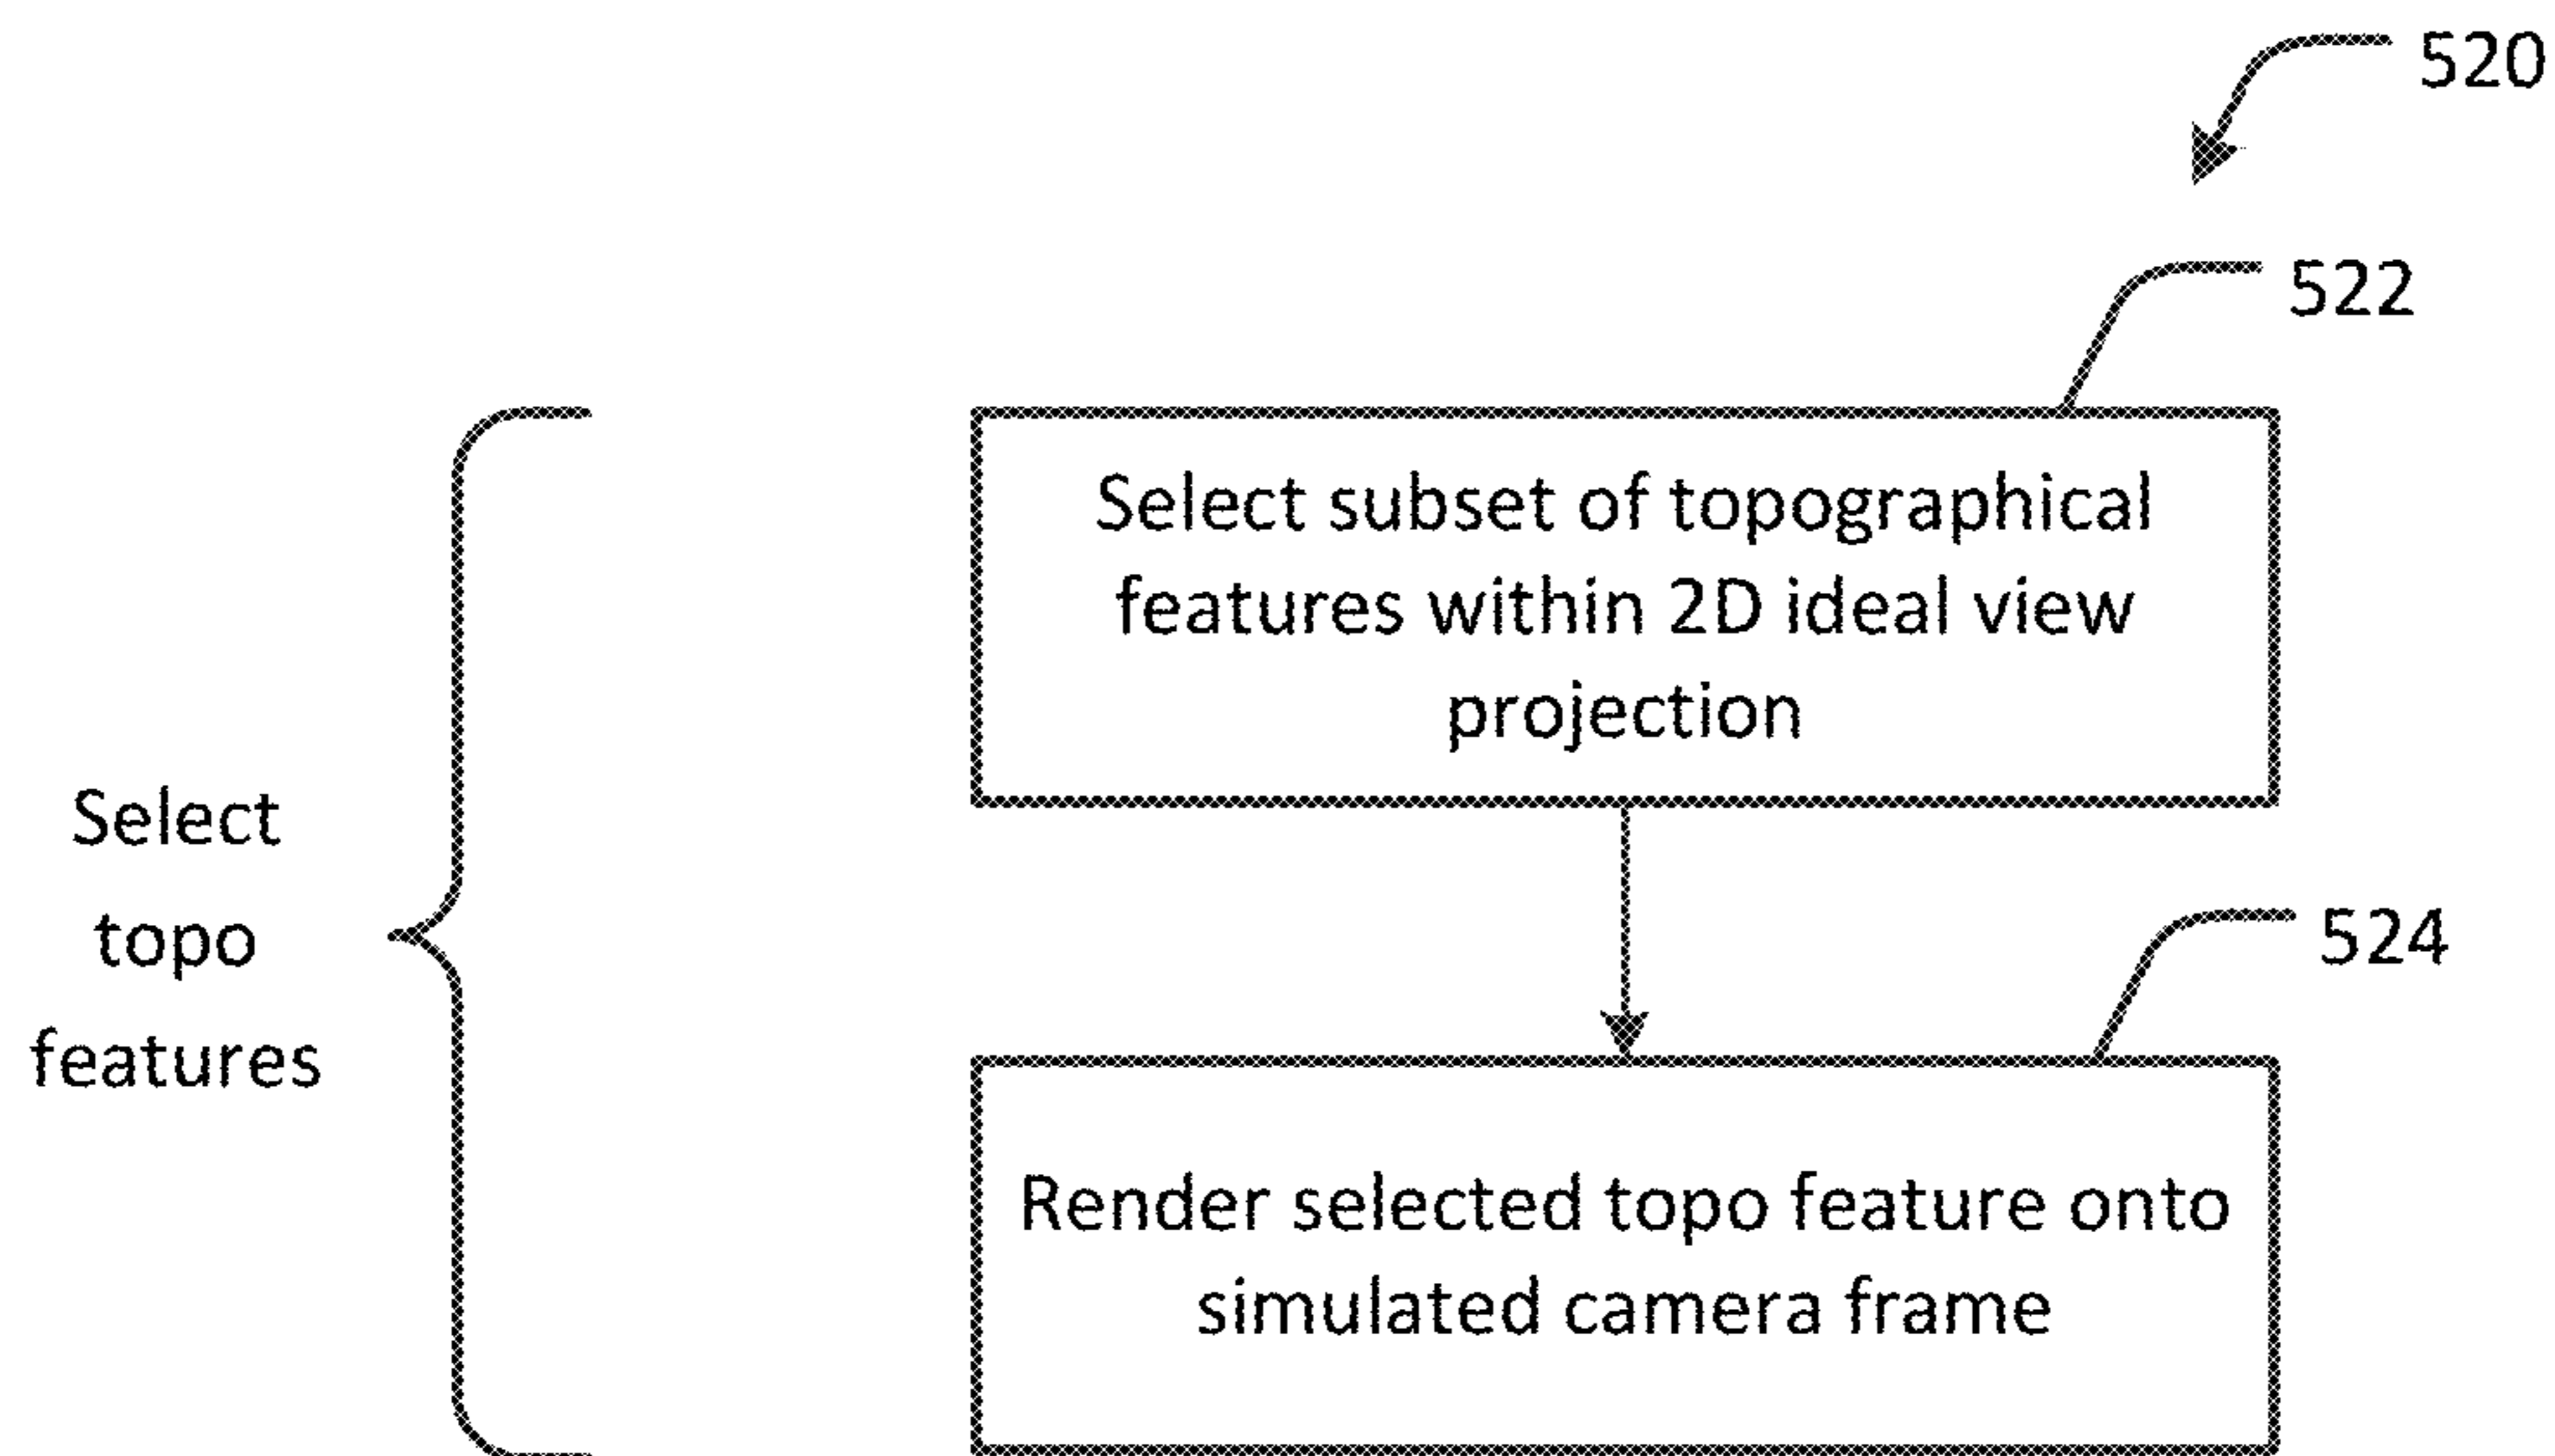 520
522
Select subset of topographical
features within 2D ideal view
projection
Select
topo
features
524
Render selected topo feature onto
simulated camera frame